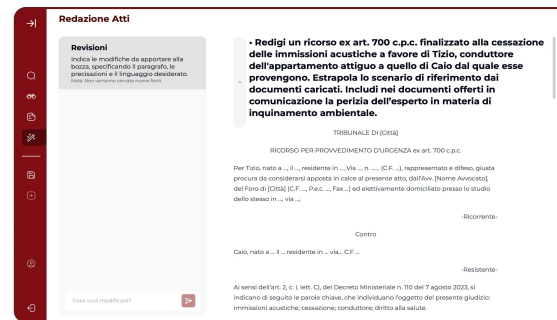 Redazione Atti
Revisioni
Indica le modifiche da apportare alla
bozza, specificando il paragrafo, le
precisazioni e il linguaggio desiderato.
Nota: Non verranno cercate nuove fonti.
Cosa vuoi modificare?
• Redigi un ricorso ex art. 700 c.p.c. finalizzato alla cessazione
delle immissioni acustiche a favore di Tizio, conduttore
dell'appartamento attiguo a quello di Caio dal quale esse
provengono. Estrapola lo scenario di riferimento dai
documenti caricati. Includi nei documenti offerti in
comunicazione la perizia dell'esperto in materia di
inquinamento ambientale.
TRIBUNALE DI [Città]
RICORSO PER PROVVEDIMENTO D'URGENZA ex art. 700 c.p.c.
Per Tizio, nato a ..., il ..., residente in ..., Via ..., n. ...... (C.F. ...), rappresentato e difeso, giusta
procura da considerarsi apposta in calce al presente atto, dall'Avv. [Nome Avvocato],
del Foro di [Città] (C.F. ..., P.e.c. ..., Fax ...) ed elettivamente domiciliato presso lo studio
dello stesso in ..., via ...;
-Ricorrente-
Contro
Caio, nato a ... il ... residente in ... via... C.F ...
-Resistente-
Ai sensi dell'art. 2, c. I, lett. C), del Decreto Ministeriale n. 110 del 7 agosto 2023, si
indicano di seguito le parole chiave, che individuano l'oggetto del presente giudizio:
immissioni acustiche; cessazione; conduttore; diritto alla salute.